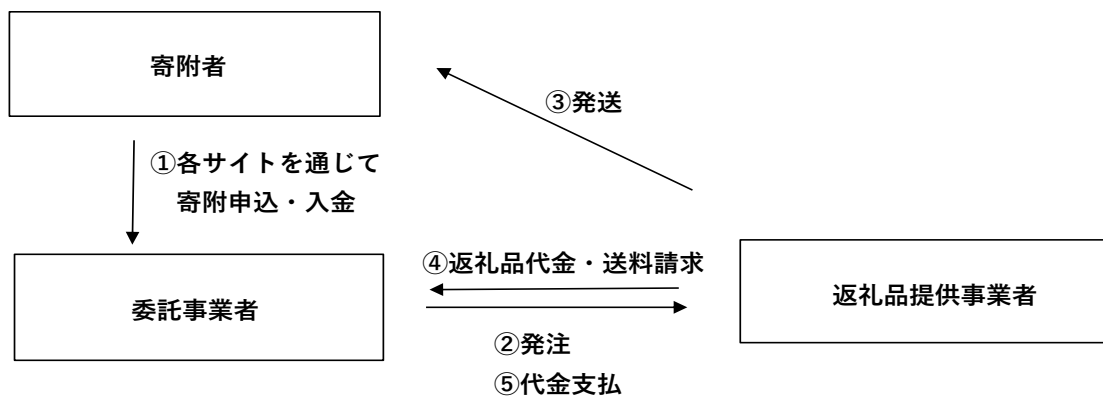 寄附者
③発送
①各サイトを通じて
寄附申込・入金
④返礼品代金・送料請求
委託事業者
返礼品提供事業者
②発注
⑤代金支払